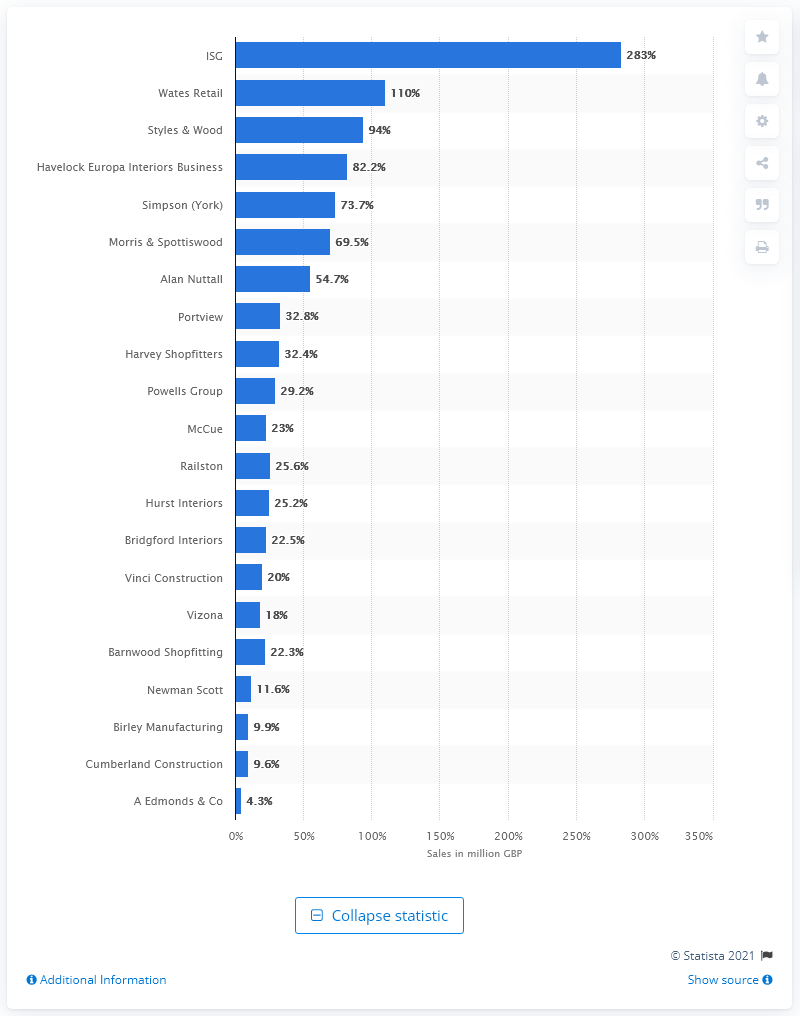 ISG 283%
Wates Retail 110%
Styles & Wood 94%
Havelock Europa Interiors Business 82.2%
Simpson (York) 73.7%
Morris & Spottiswood 69.5%
Alan Nuttall 54.7%
Portview 32.8%
Harvey Shopfitters 32.4%
Powells Group 29.2%
McCue 23%
Railston 25.6%
Hurst Interiors 25.2%
Bridgford Interiors 22.5%
Vinci Construction 20%
Vizona 18%
Barnwood Shopfitting 22.3%
Newman Scott 11.6%
Birley Manufacturing 9.9%
Cumberland Construction 9.6%
A Edmonds & Co 4.3%
0% 50% 100% 150% 200% 250% 300% 350%
Sales in million GBP
Collapse statistic
© Statista 2021
Additional Information Show source